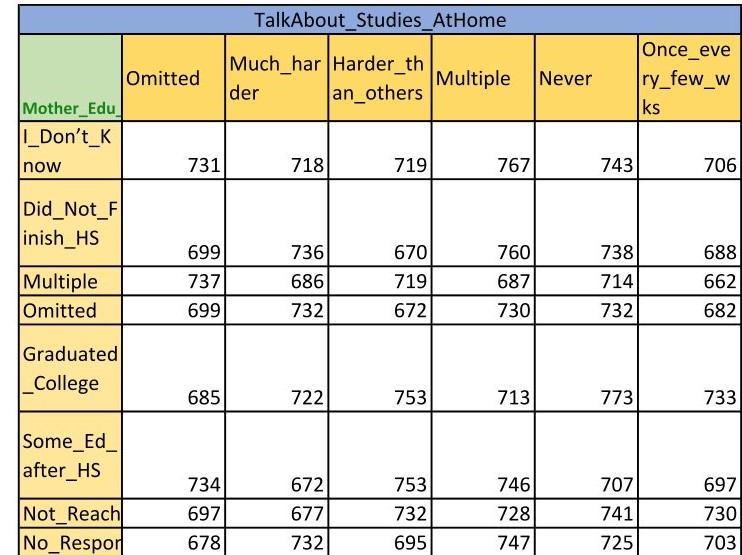 TalkAbout_Studies_AtHome
Mother_Edu_ Omitted Much_harder Harder_than_others Multiple Never Once_every_few_wks
I_Don’t_Know 731 718 719 767 743 706
Did_Not_Finish_HS 699 736 670 760 738 688
Multiple 737 686 719 687 714 662
Omitted 699 732 672 730 732 682
Graduated_College 685 722 753 713 773 733
Some_Ed_after_HS 734 672 753 746 707 697
Not_Reach 697 677 732 728 741 730
No_Respor 678 732 695 747 725 703